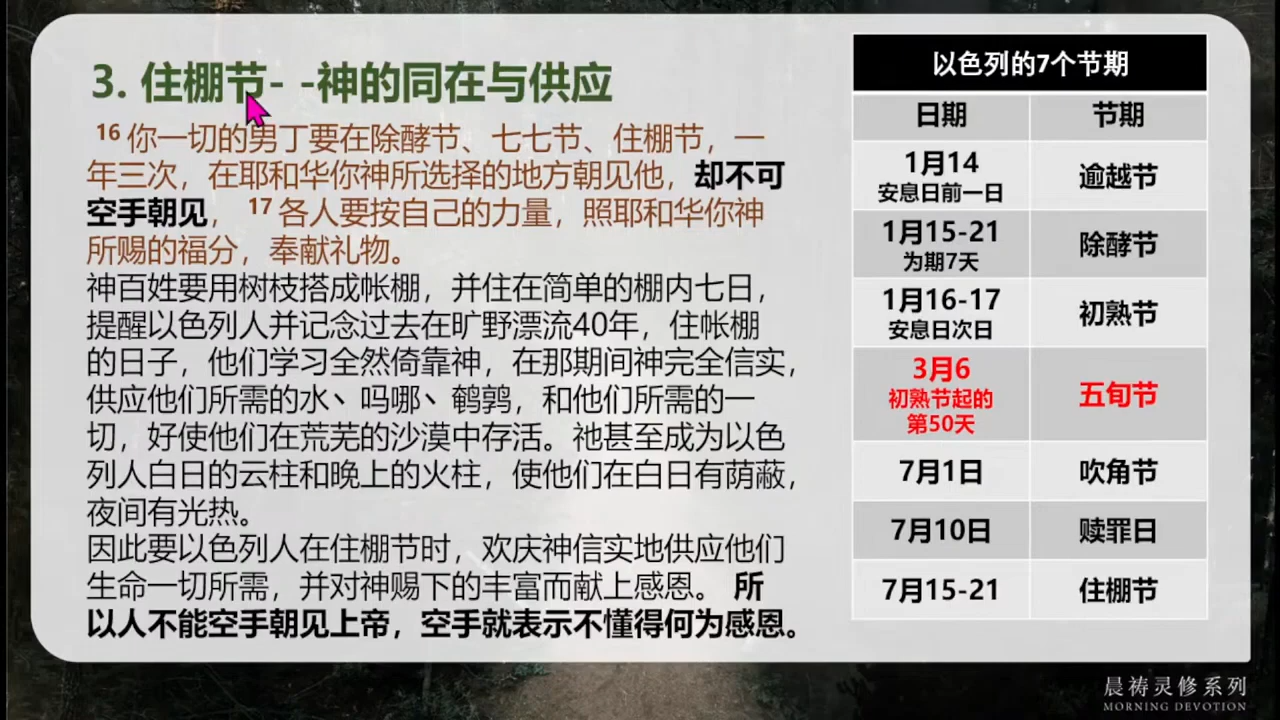 3. 住棚节- -神的同在与供应
16 你一切的男丁要在除酵节、七七节、住棚节，一
年三次，在耶和华你神所选择的地方朝见他，却不可
空手朝见，17 各人要按自己的力量，照耶和华你神
所赐的福分，奉献礼物。
神百姓要用树枝搭成帐棚，并住在简单的棚内七日，
提醒以色列人并记念过去在旷野漂流40年，住帐棚
的日子，他们学习全然倚靠神，在那期间神完全信实，
供应他们所需的水、吗哪、鹌鹑，和他们所需的一
切，好使他们在荒芜的沙漠中存活。祂甚至成为以色
列人白日的云柱和晚上的火柱，使他们在白日有荫蔽，
夜间有光热。
因此要以色列人在住棚节时，欢庆神信实地供应他们
生命一切所需，并对神赐下的丰富而献上感恩。 所
以人不能空手朝见上帝，空手就表示不懂得何为感恩。
以色列的7个节期
日期 节期
1月14
安息日前一日 逾越节
1月15-21
为期7天 除酵节
1月16-17
安息日次日 初熟节
3月6
初熟节起的
第50天 五旬节
7月1日 吹角节
7月10日 赎罪日
7月15-21 住棚节
晨祷灵修系列
MORNING DEVOTION